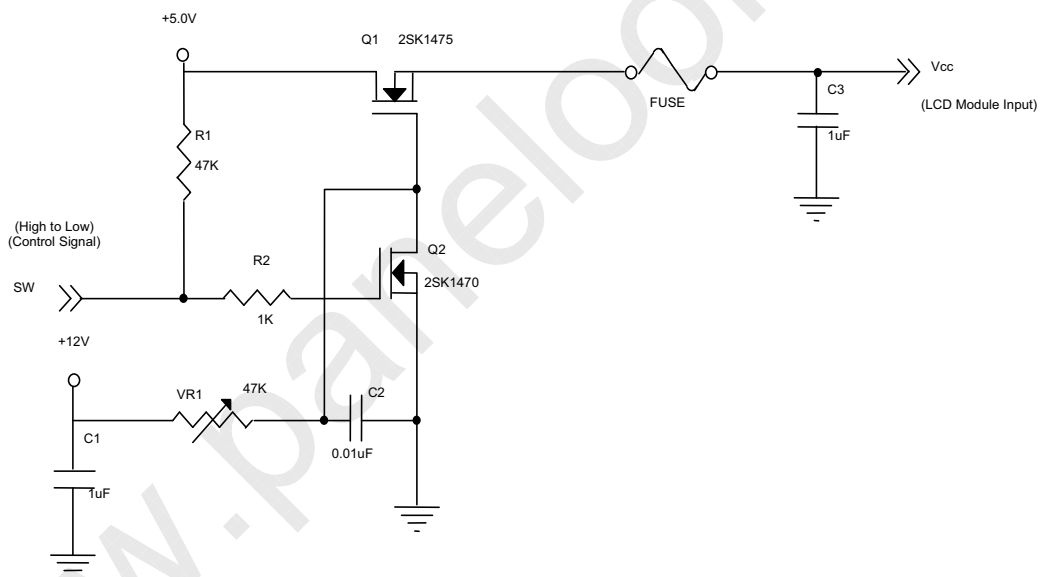 +5.0V
Q1 2SK1475
Vcc
FUSE
C3
(LCD Module Input)
R1
1uF
47K
(High to Low)
(Control Signal)
Q2
R2
2SK1470
SW
1K
+12V
VR1
47K
C2
C1
0.01uF
1uF